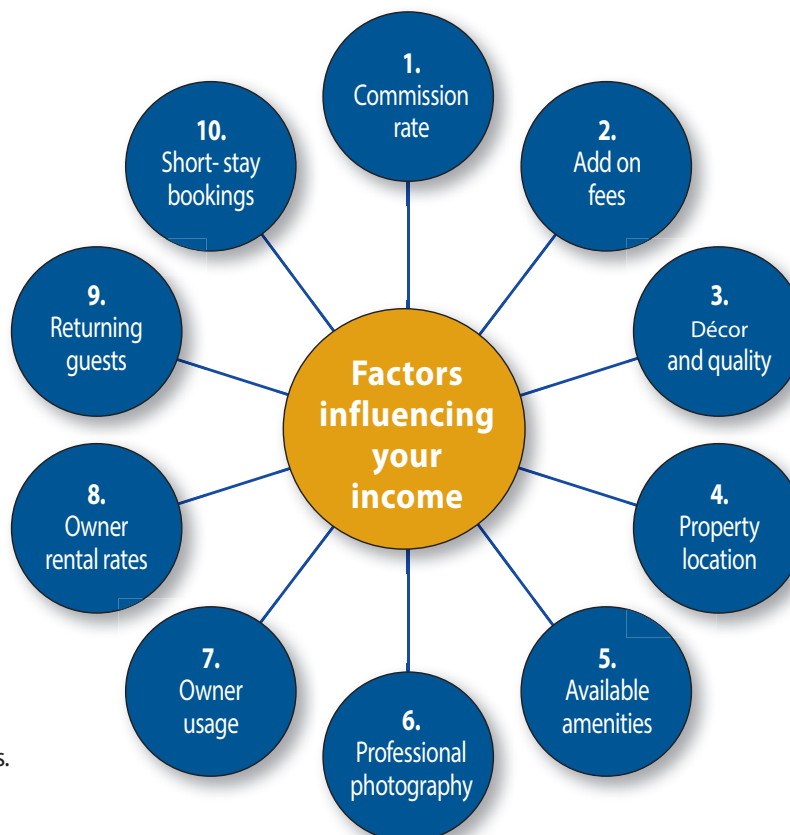 1.
Commission
rate
2.
Add on
fees
3.
Décor
and quality
4.
Property
location
5.
Available
amenities
6.
Professional
photography
7.
Owner
usage
8.
Owner
rental rates
9.
Returning
guests
10.
Short- stay
bookings
Factors
influencing
your
income
s.